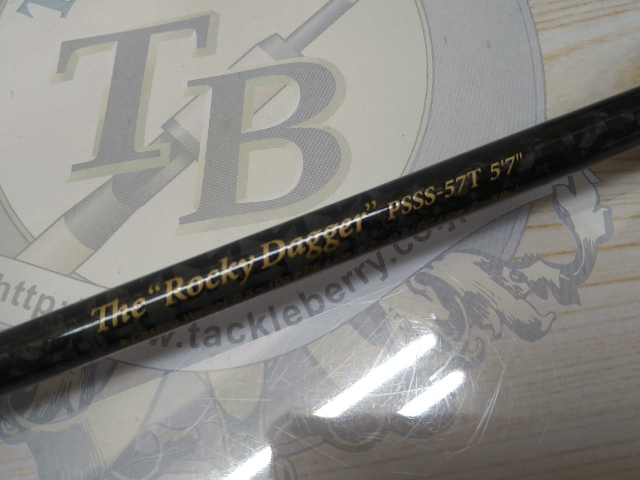 TB
The "Rocky Dagger" PSSS-57T 5'7"
http:
www.tackleberry.co